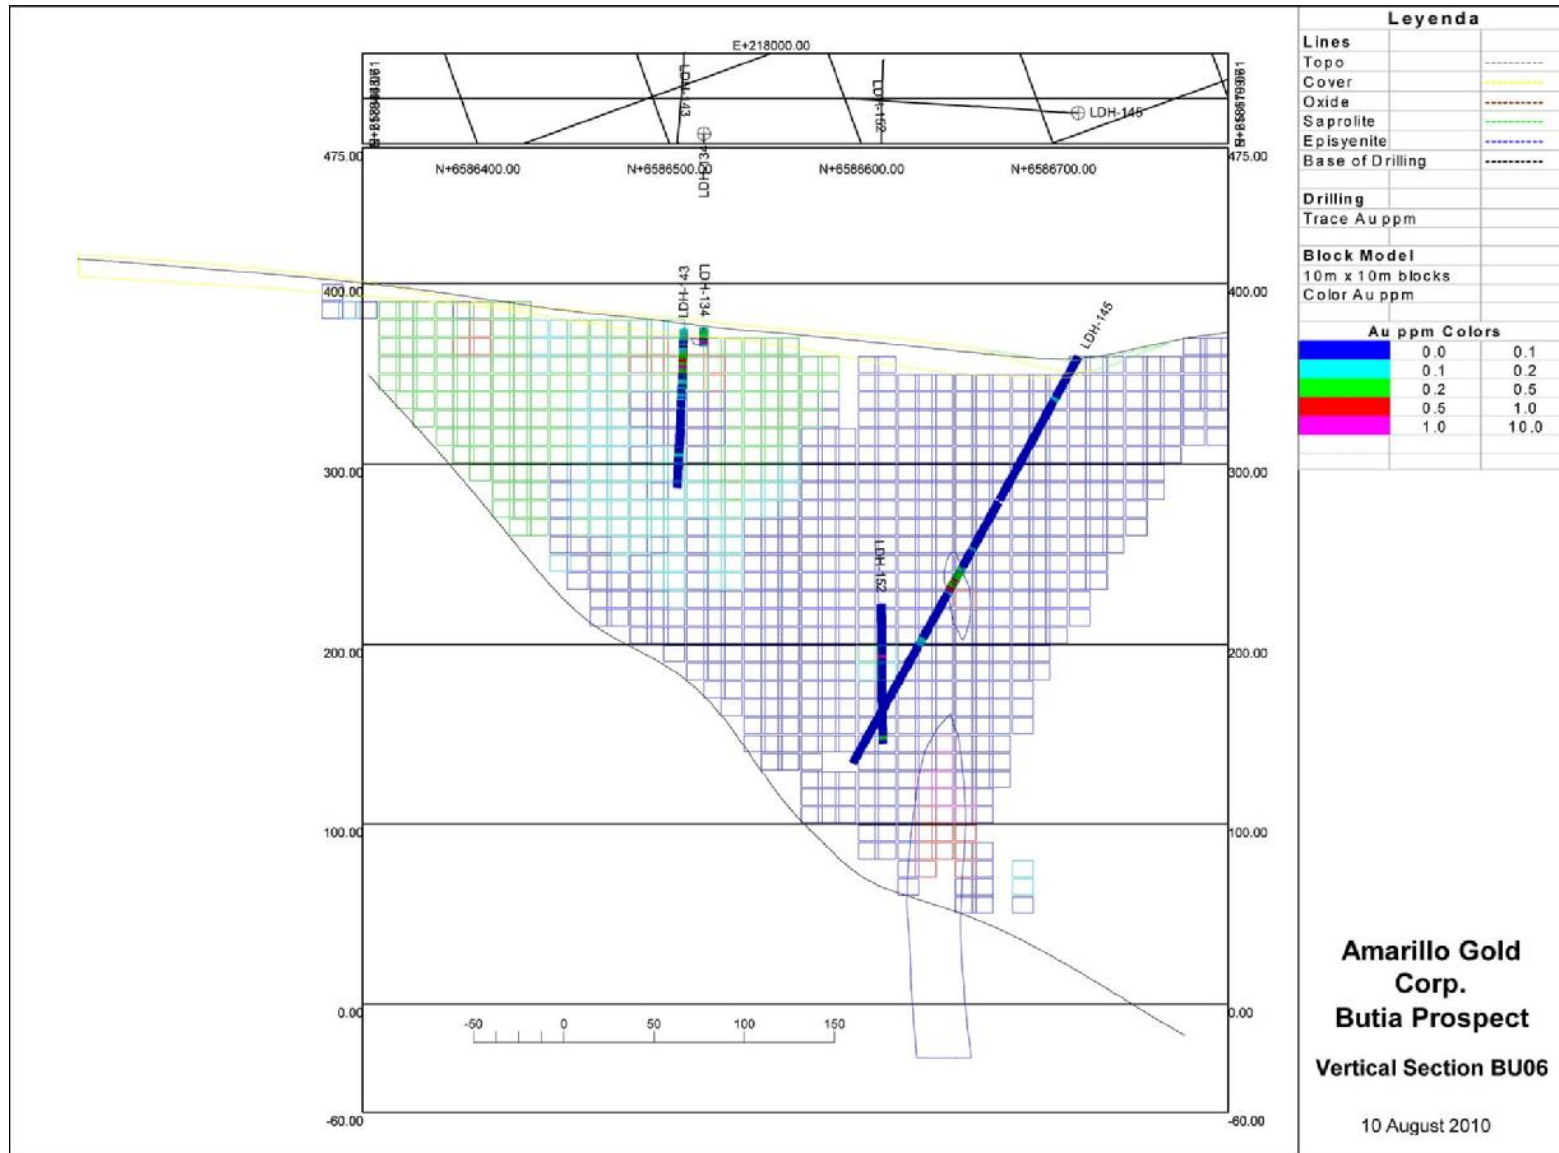 E+218000.00
LDH-143
LDH-152
LDH-145
LDH-134
475.00
475.00
N+6586400.00
N+6586500.00
N+6586600.00
N+6586700.00
LDH-143
LDH-134
LDH-145
400.00
400.00
300.00
300.00
LDH-152
200.00
200.00
100.00
100.00
0.00
0.00
-50 0 50 100 150
-60.00
-60.00
Leyenda
Lines
Topo
Cover
Oxide
Saprolite
Episyenite
Base of Drilling
Drilling
Trace Au ppm
Block Model
10m x 10m blocks
Color Au ppm
Au ppm Colors
0.0 0.1
0.1 0.2
0.2 0.5
0.5 1.0
1.0 10.0
Amarillo Gold
Corp.
Butia Prospect
Vertical Section BU06
10 August 2010